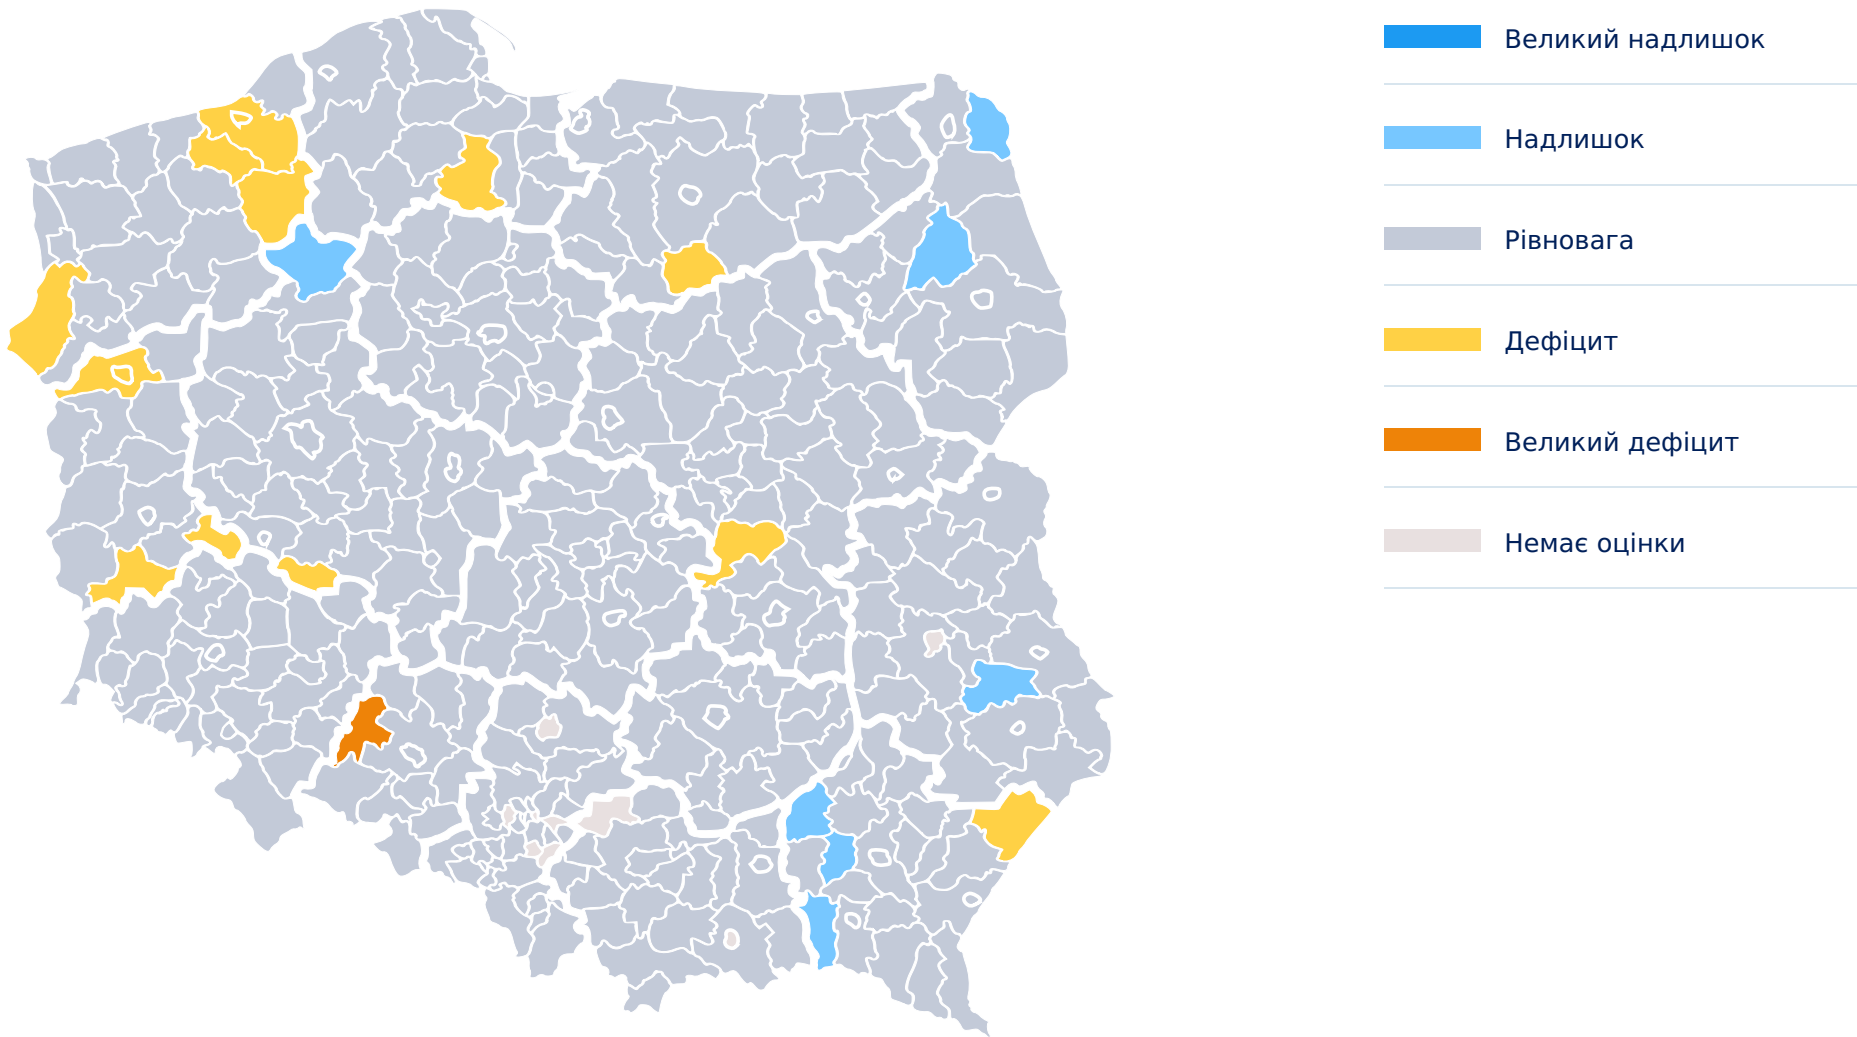 Великий надлишок
Надлишок
Рівновага
Дефіцит
Великий дефіцит
Немає оцінки